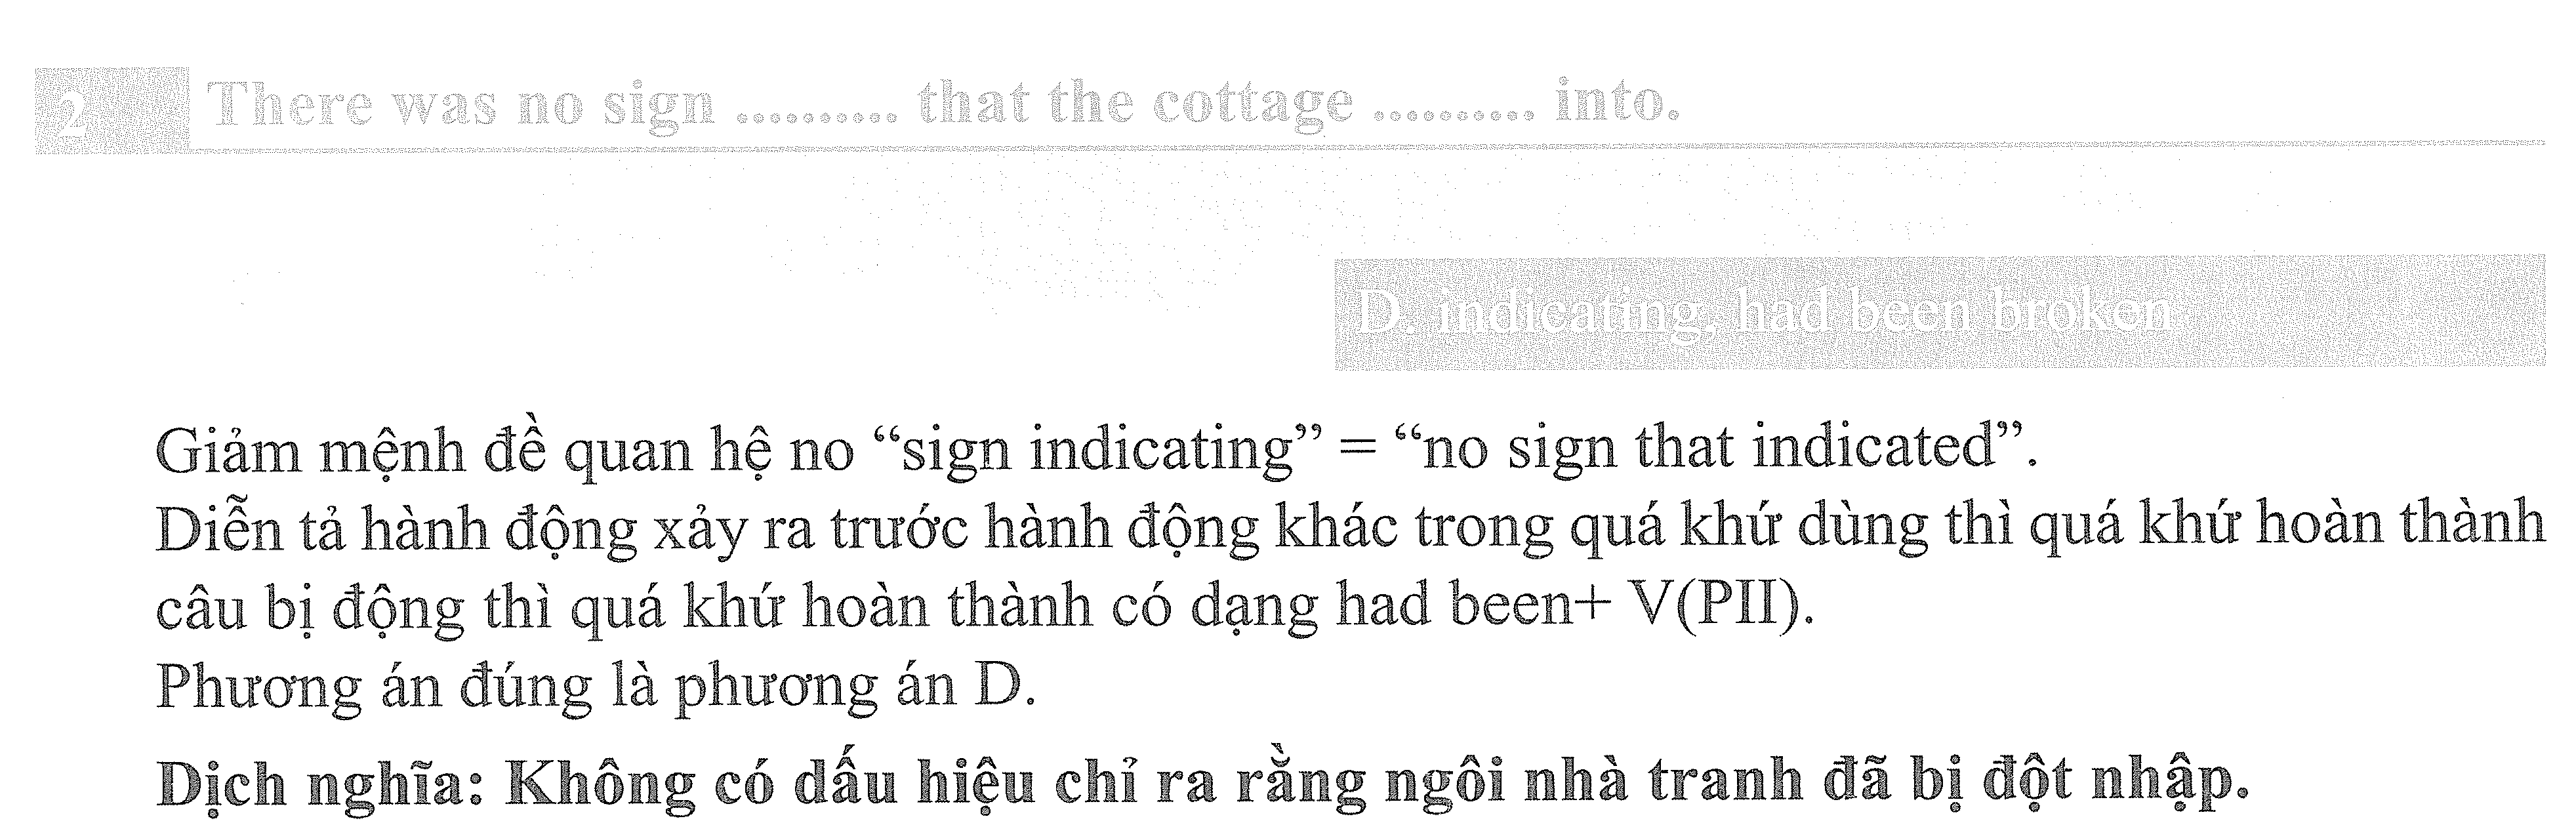 2 There was no sign .......... that the cottage .......... into.
D. indicating, had been broken
Giảm mệnh đề quan hệ no “sign indicating” = “no sign that indicated”.
Diễn tả hành động xảy ra trước hành động khác trong quá khứ dùng thì quá khứ hoàn thành
câu bị động thì quá khứ hoàn thành có dạng had been+ V(PII).
Phương án đúng là phương án D.
Dịch nghĩa: Không có dấu hiệu chỉ ra rằng ngôi nhà tranh đã bị đột nhập.